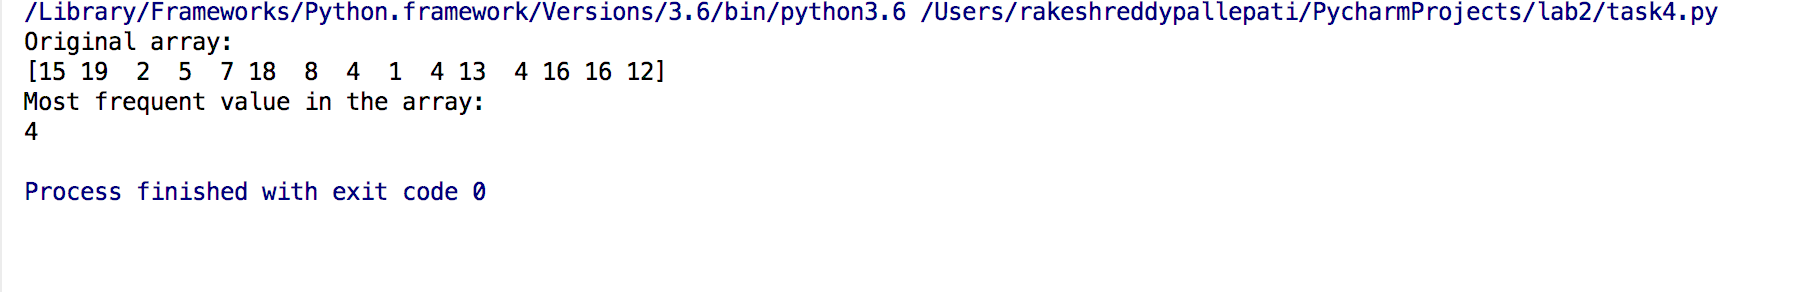 /Library/Frameworks/Python.framework/Versions/3.6/bin/python3.6 /Users/rakeshreddypallepati/PycharmProjects/lab2/task4.py
Original array:
[15 19  2  5  7 18  8  4  1  4 13  4 16 16 12]
Most frequent value in the array:
4
Process finished with exit code 0